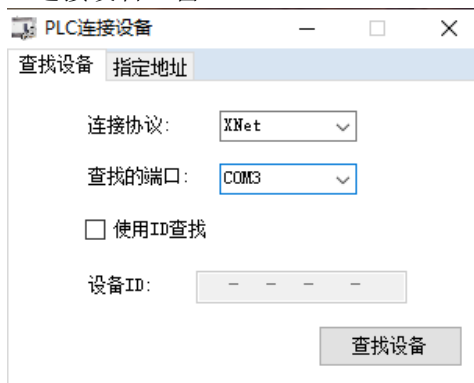 PLC连接设备
查找设备 指定地址
连接协议: XNet
查找的端口: COM3
使用ID查找
设备ID: - - - -
查找设备